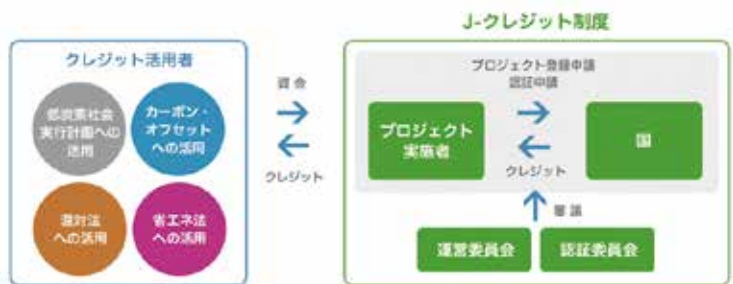 J-クレジット制度
クレジット活用者
低炭素社会
実行計画への
活用
カーボン・
オフセット
への活用
温対法
への活用
省エネ法
への活用
資金
クレジット
プロジェクト登録申請
認証申請
プロジェクト
実施者
国
クレジット
審議
運営委員会
認証委員会